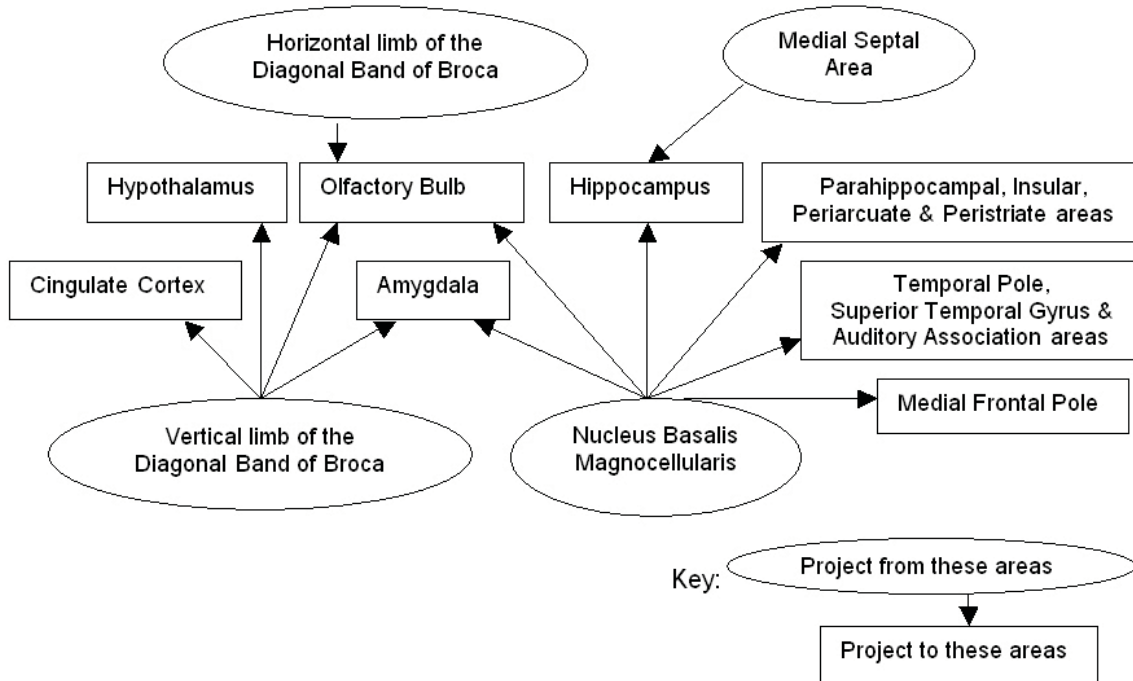 Horizontal limb of the
Diagonal Band of Broca
Medial Septal
Area
Hypothalamus
Olfactory Bulb
Hippocampus
Parahippocampal, Insular,
Periarcuate & Peristriate areas
Cingulate Cortex
Amygdala
Temporal Pole,
Superior Temporal Gyrus &
Auditory Association areas
Medial Frontal Pole
Vertical limb of the
Diagonal Band of Broca
Nucleus Basalis
Magnocellularis
Key:
Project from these areas
Project to these areas